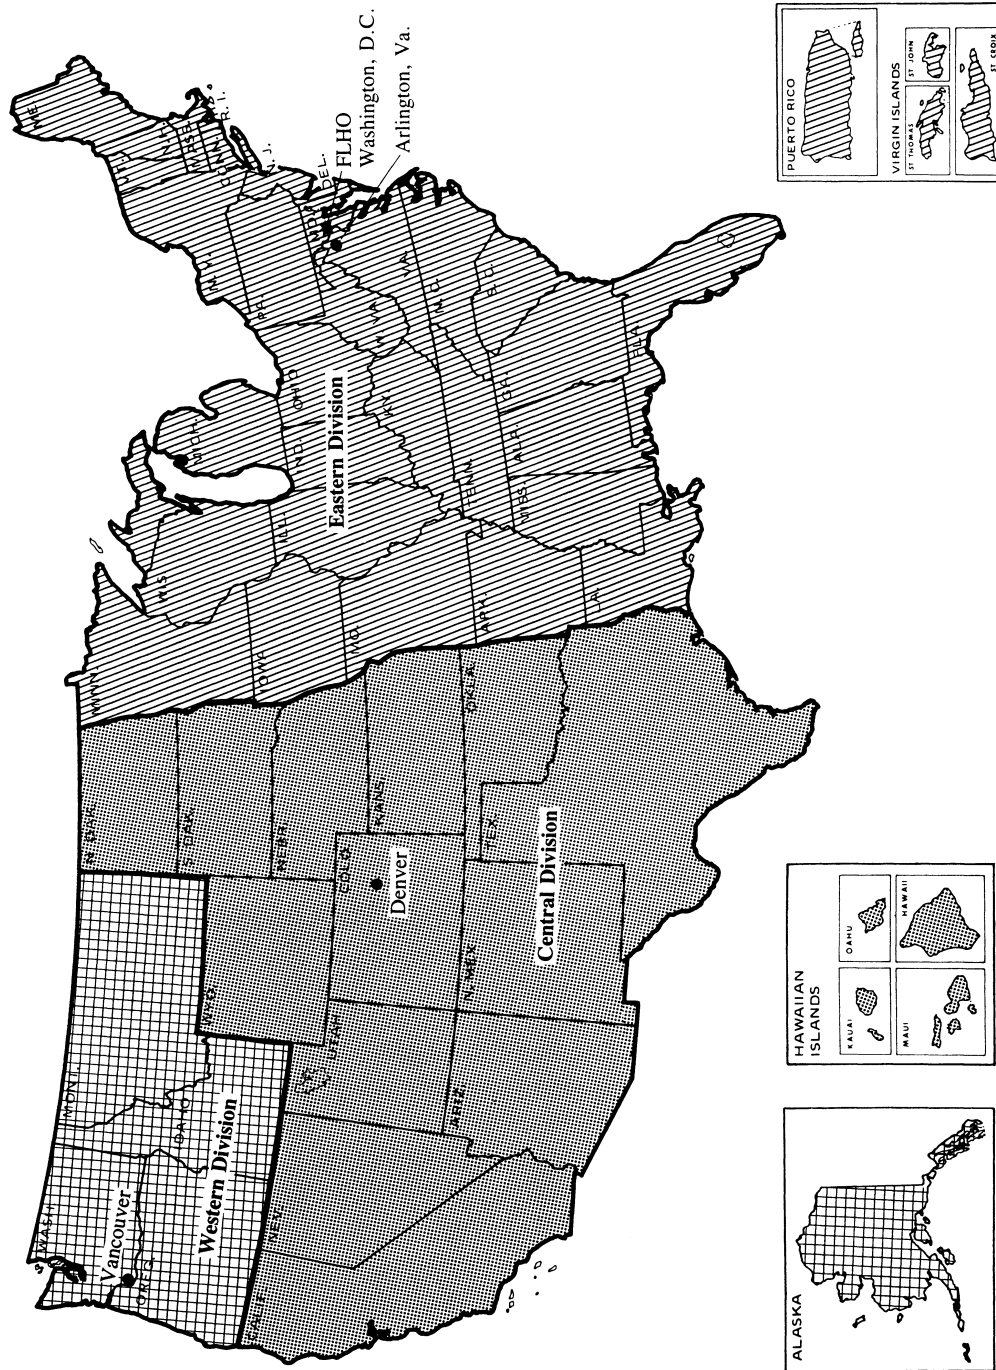 WASH.
MONT.
N. DAK.
MINN.
ME.
Vancouver
OREG.
IDAHO
WYO.
S. DAK.
WIS.
MICH.
N. Y.
VT.
N. H.
MASS.
CONN.
R. I.
Western Division
NEBR.
IOWA
ILL.
IND.
OHIO
PA.
N. J.
CALIF.
NEV.
UTAH
COLO.
Denver
KANS.
MO.
Eastern Division
KY.
W. VA.
VA.
MD.
DEL.
FLHO
Washington, D.C.
Arlington, Va.
ARIZ.
N. MEX.
TEX.
OKLA.
ARK.
TENN.
N. C.
S. C.
Central Division
LA.
MISS.
ALA.
GA.
FLA.
ALASKA
HAWAIIAN
ISLANDS
KAUAI
OAHU
MAUI
HAWAII
PUERTO RICO
VIRGIN ISLANDS
ST THOMAS
ST JOHN
ST CROIX